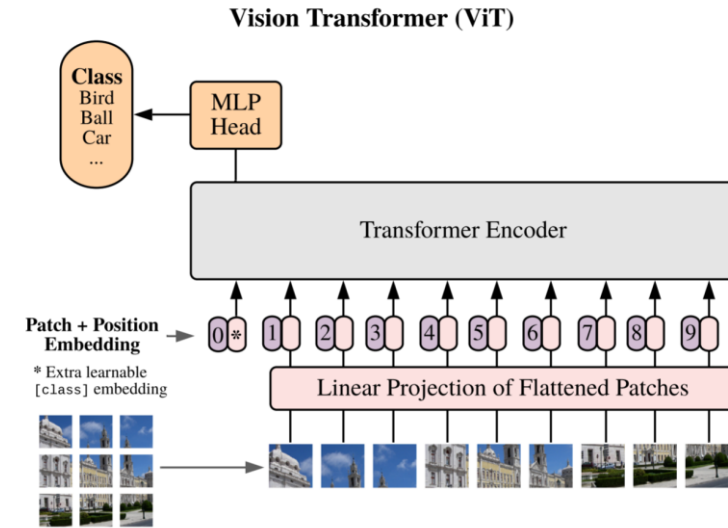 Vision Transformer (ViT)
Class
Bird
Ball
Car
...
MLP
Head
Transformer Encoder
Patch + Position
Embedding
0 * 1 2 3 4 5 6 7 8 9
* Extra learnable
[class] embedding
Linear Projection of Flattened Patches